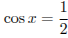 cos x = 1/2